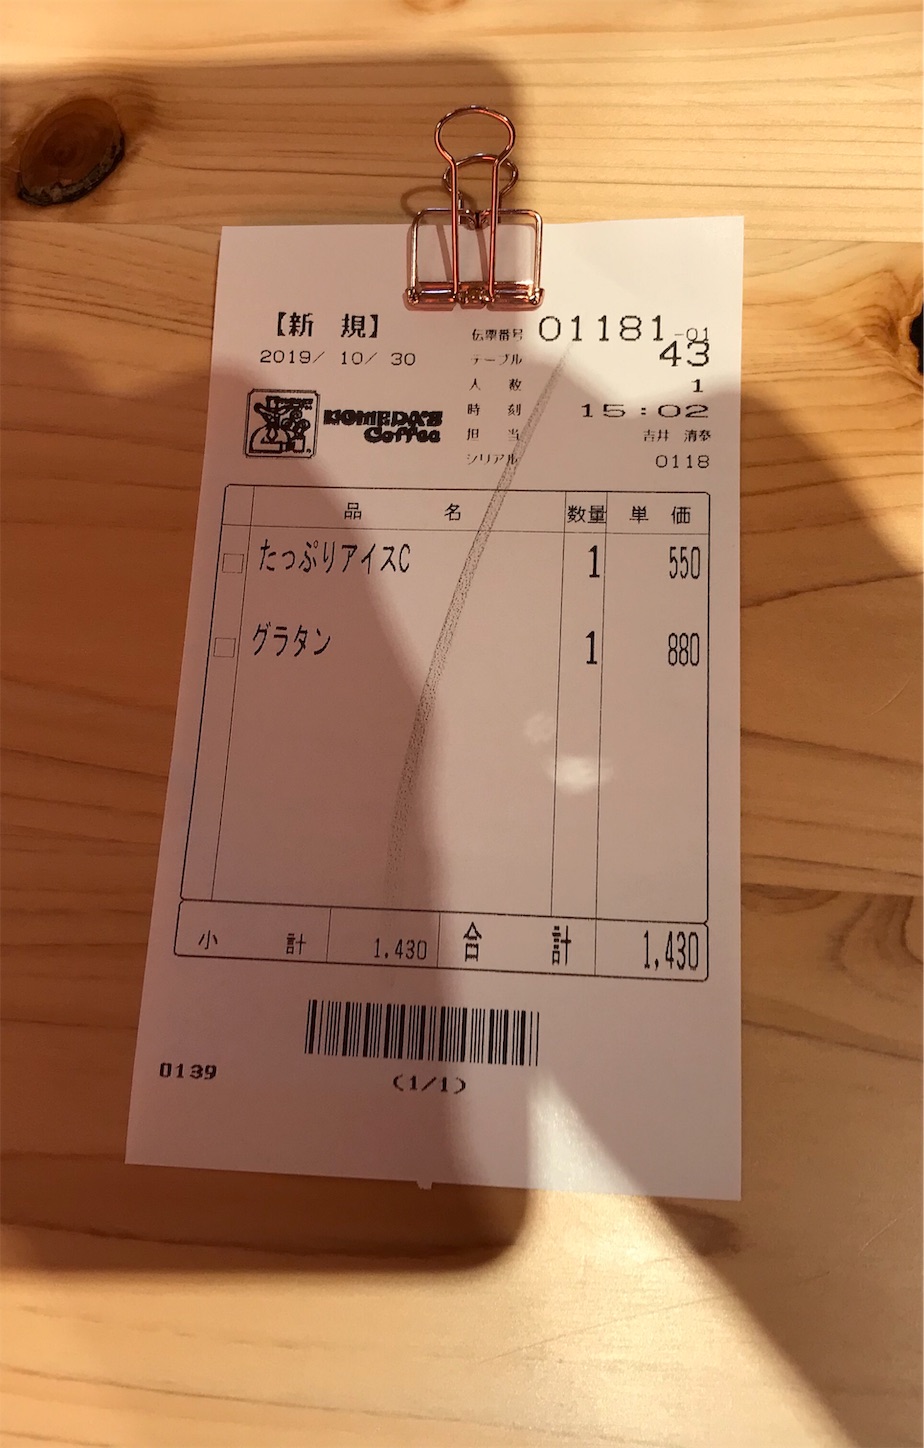 【新 規】
2019/ 10/ 30
KOMEDA'S
Coffee
伝票番号 01181-01
テーブル 43
人 数 1
時 刻 15:02
担 当 吉井 清泰
シリアル 0118
品 名 数量 単 価
たっぷりアイスC 1 550
グラタン 1 880
小 計 1,430 合 計 1,430
0139
(1/1)